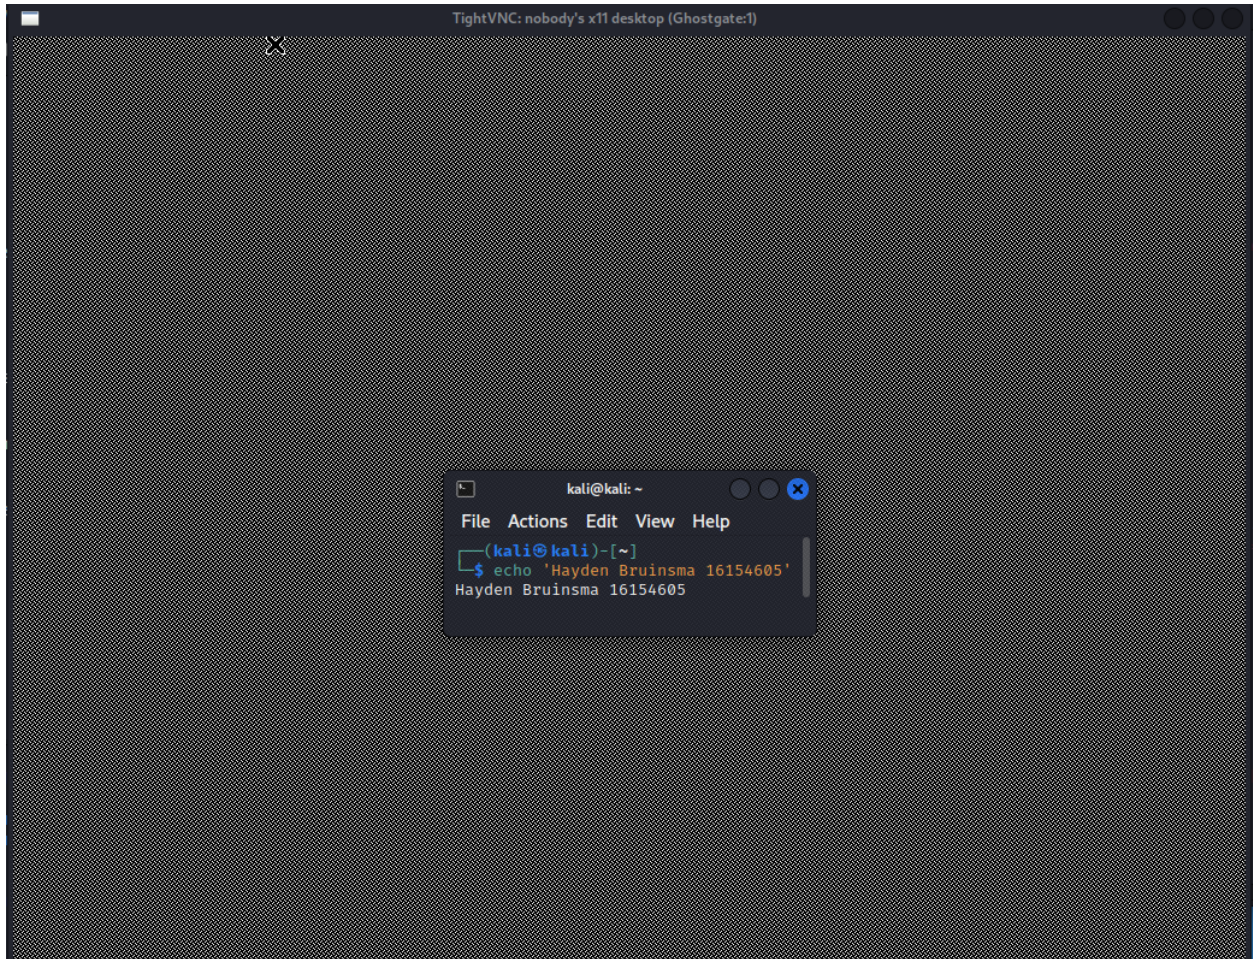 TightVNC: nobody's x11 desktop (Ghostgate:1)
kali@kali: ~
File Actions Edit View Help
┌──(kali㉿kali)-[~]
└─$ echo 'Hayden Bruinsma 16154605'
Hayden Bruinsma 16154605